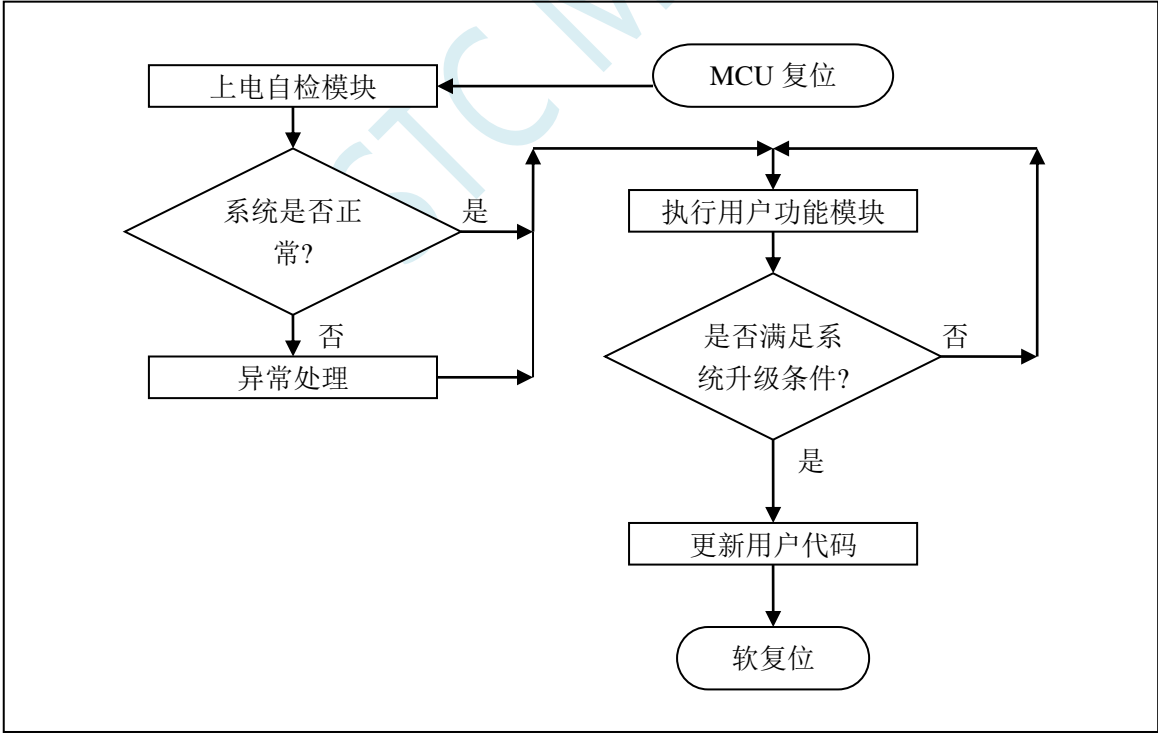 MCU 复位
上电自检模块
系统是否正
常?
是
否
异常处理
执行用户功能模块
是否满足系
统升级条件?
否
是
更新用户代码
软复位
STC M